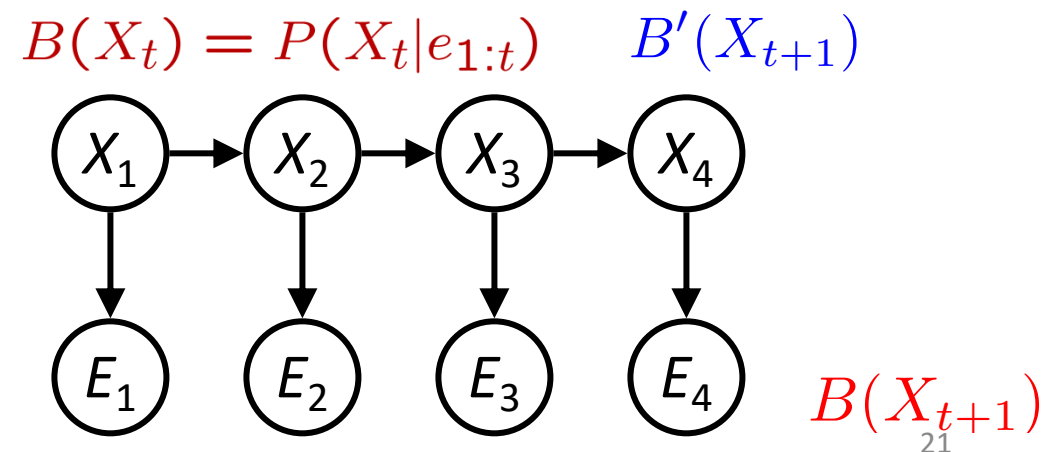 B(X_t) = P(X_t|e_{1:t}) B′(X_{t+1})
X_1 X_2 X_3 X_4
E_1 E_2 E_3 E_4
B(X_{t+1})
21